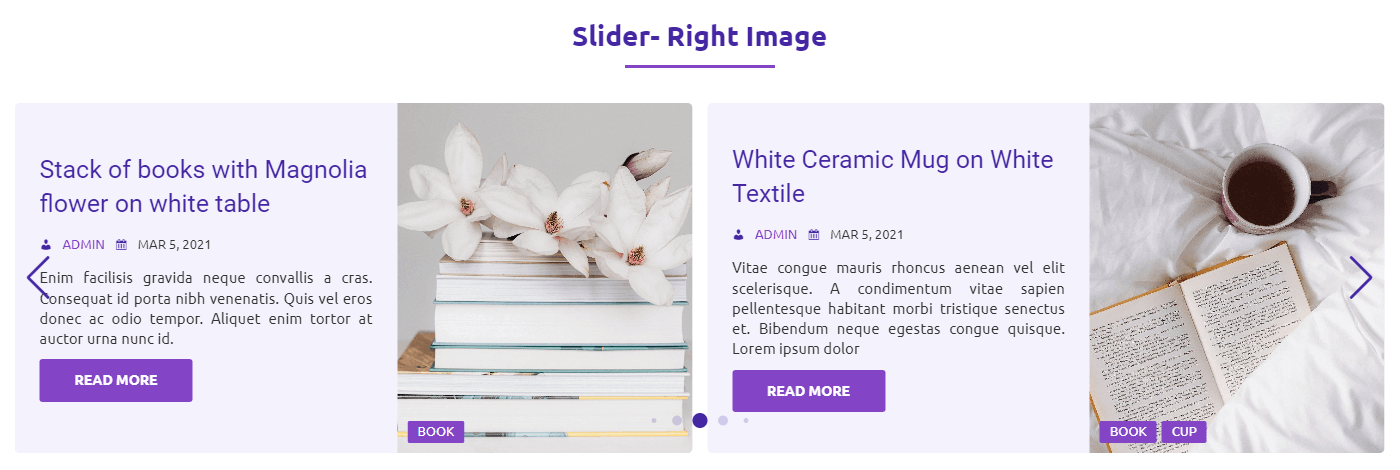 Slider- Right Image
Stack of books with Magnolia
flower on white table
ADMIN MAR 5, 2021
Enim facilisis gravida neque convallis a cras.
Consequat id porta nibh venenatis. Quis vel eros
donec ac odio tempor. Aliquet enim tortor at
auctor urna nunc id.
READ MORE
BOOK
White Ceramic Mug on White
Textile
ADMIN MAR 5, 2021
Vitae congue mauris rhoncus aenean vel elit
scelerisque. A condimentum vitae sapien
pellentesque habitant morbi tristique senectus
et. Bibendum neque egestas congue quisque.
Lorem ipsum dolor
READ MORE
BOOK CUP